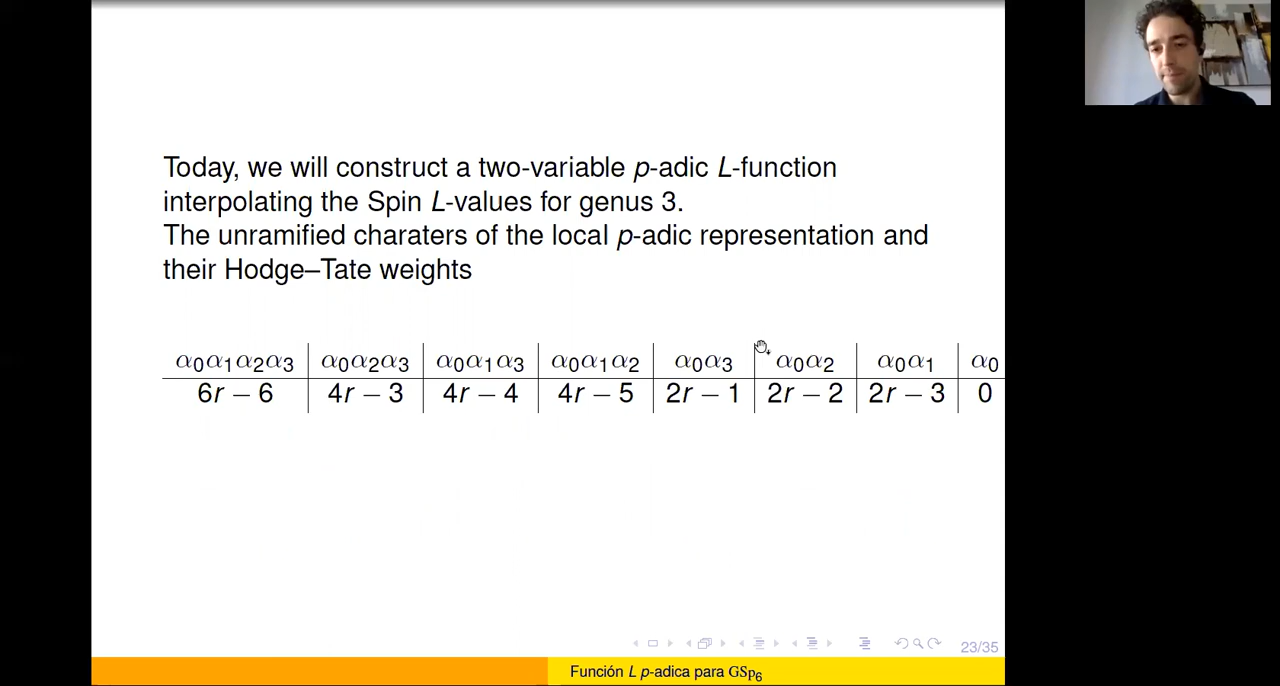 Today, we will construct a two-variable p-adic L-function
interpolating the Spin L-values for genus 3.
The unramified charaters of the local p-adic representation and
their Hodge–Tate weights
α₀α₁α₂α₃ α₀α₂α₃ α₀α₁α₃ α₀α₁α₂ α₀α₃ α₀α₂ α₀α₁ α₀
6r − 6 4r − 3 4r − 4 4r − 5 2r − 1 2r − 2 2r − 3 0
23/35
Función L p-adica para GSp₆